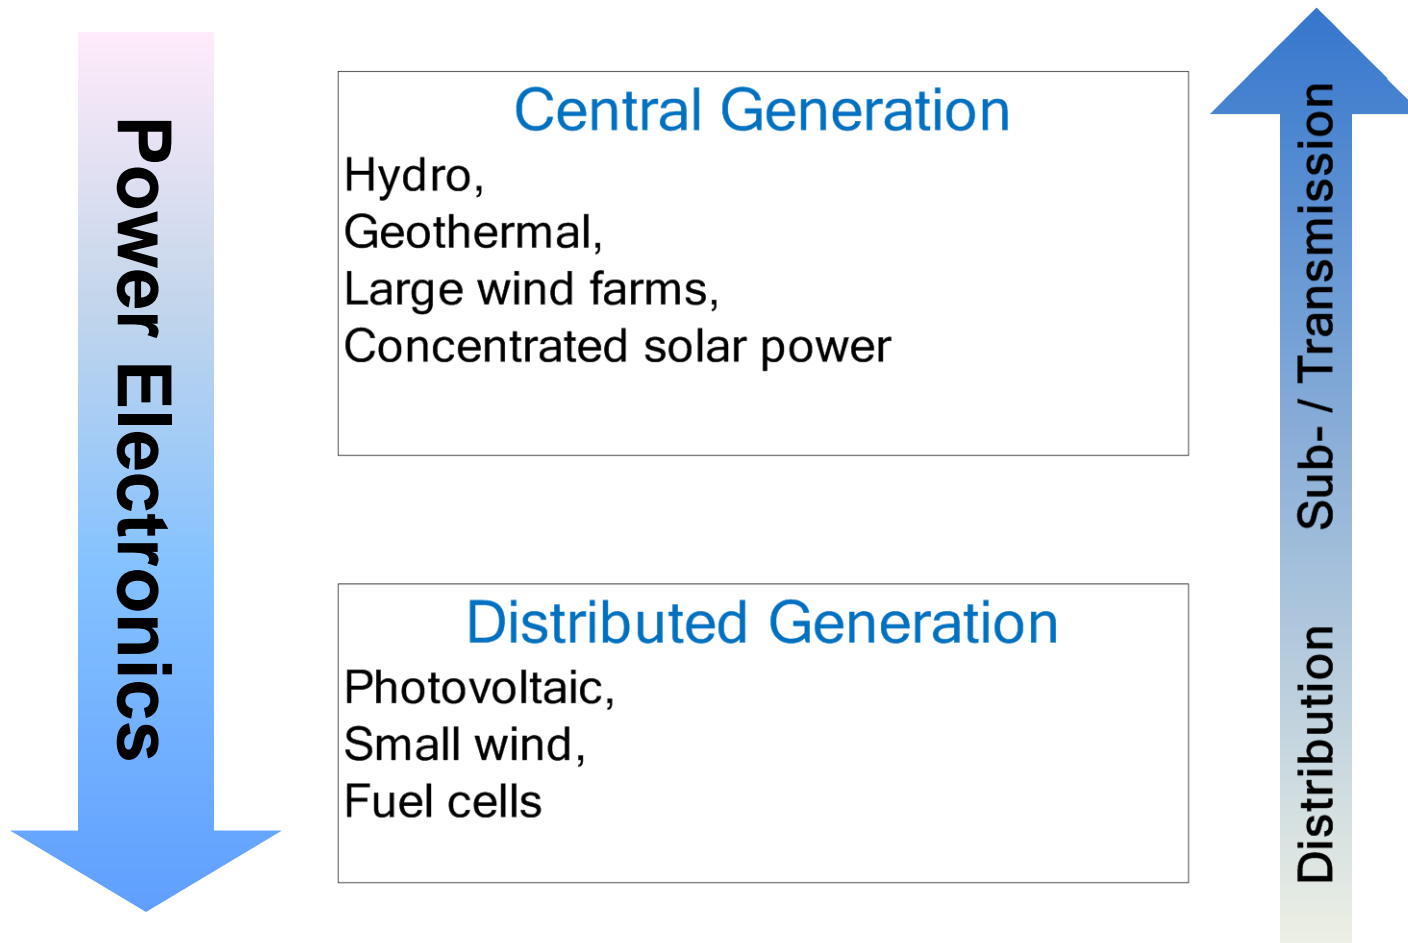 Power Electronics
Central Generation
Hydro,
Geothermal,
Large wind farms,
Concentrated solar power
Distributed Generation
Photovoltaic,
Small wind,
Fuel cells
Distribution Sub- / Transmission